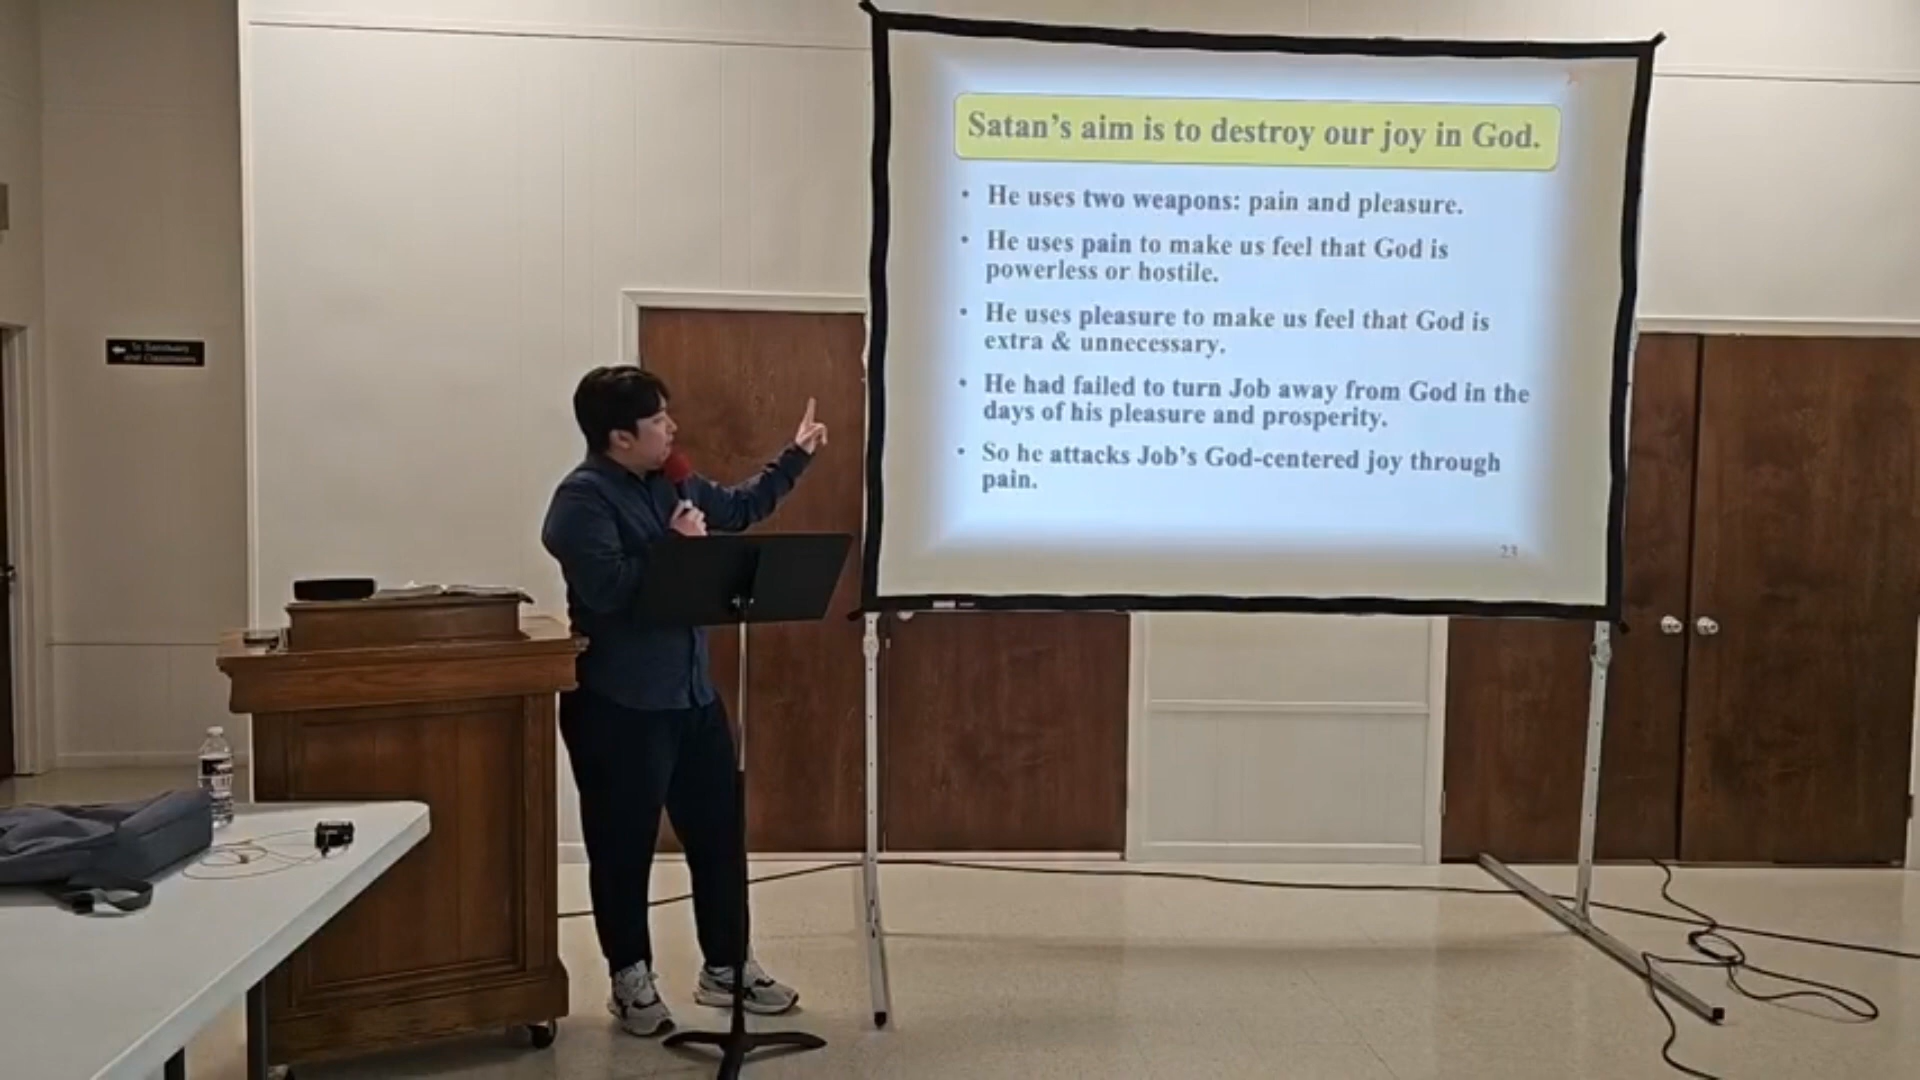 Satan's aim is to destroy our joy in God.
• He uses two weapons: pain and pleasure.
• He uses pain to make us feel that God is
powerless or hostile.
• He uses pleasure to make us feel that God is
extra & unnecessary.
• He had failed to turn Job away from God in the
days of his pleasure and prosperity.
• So he attacks Job's God-centered joy through
pain.
23
To Sanctuary
and Classrooms